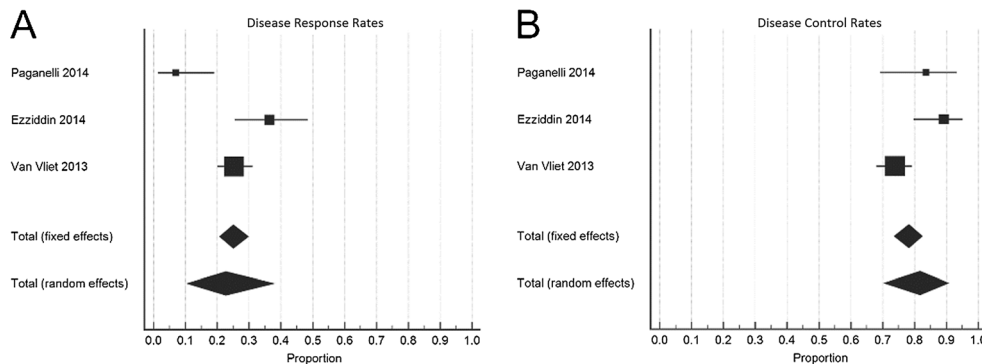 A
Disease Response Rates
Paganelli 2014
Ezziddin 2014
Van Vliet 2013
Total (fixed effects)
Total (random effects)
0.0 0.1 0.2 0.3 0.4 0.5 0.6 0.7 0.8 0.9 1.0
Proportion
B
Disease Control Rates
Paganelli 2014
Ezziddin 2014
Van Vliet 2013
Total (fixed effects)
Total (random effects)
0.0 0.1 0.2 0.3 0.4 0.5 0.6 0.7 0.8 0.9 1.0
Proportion